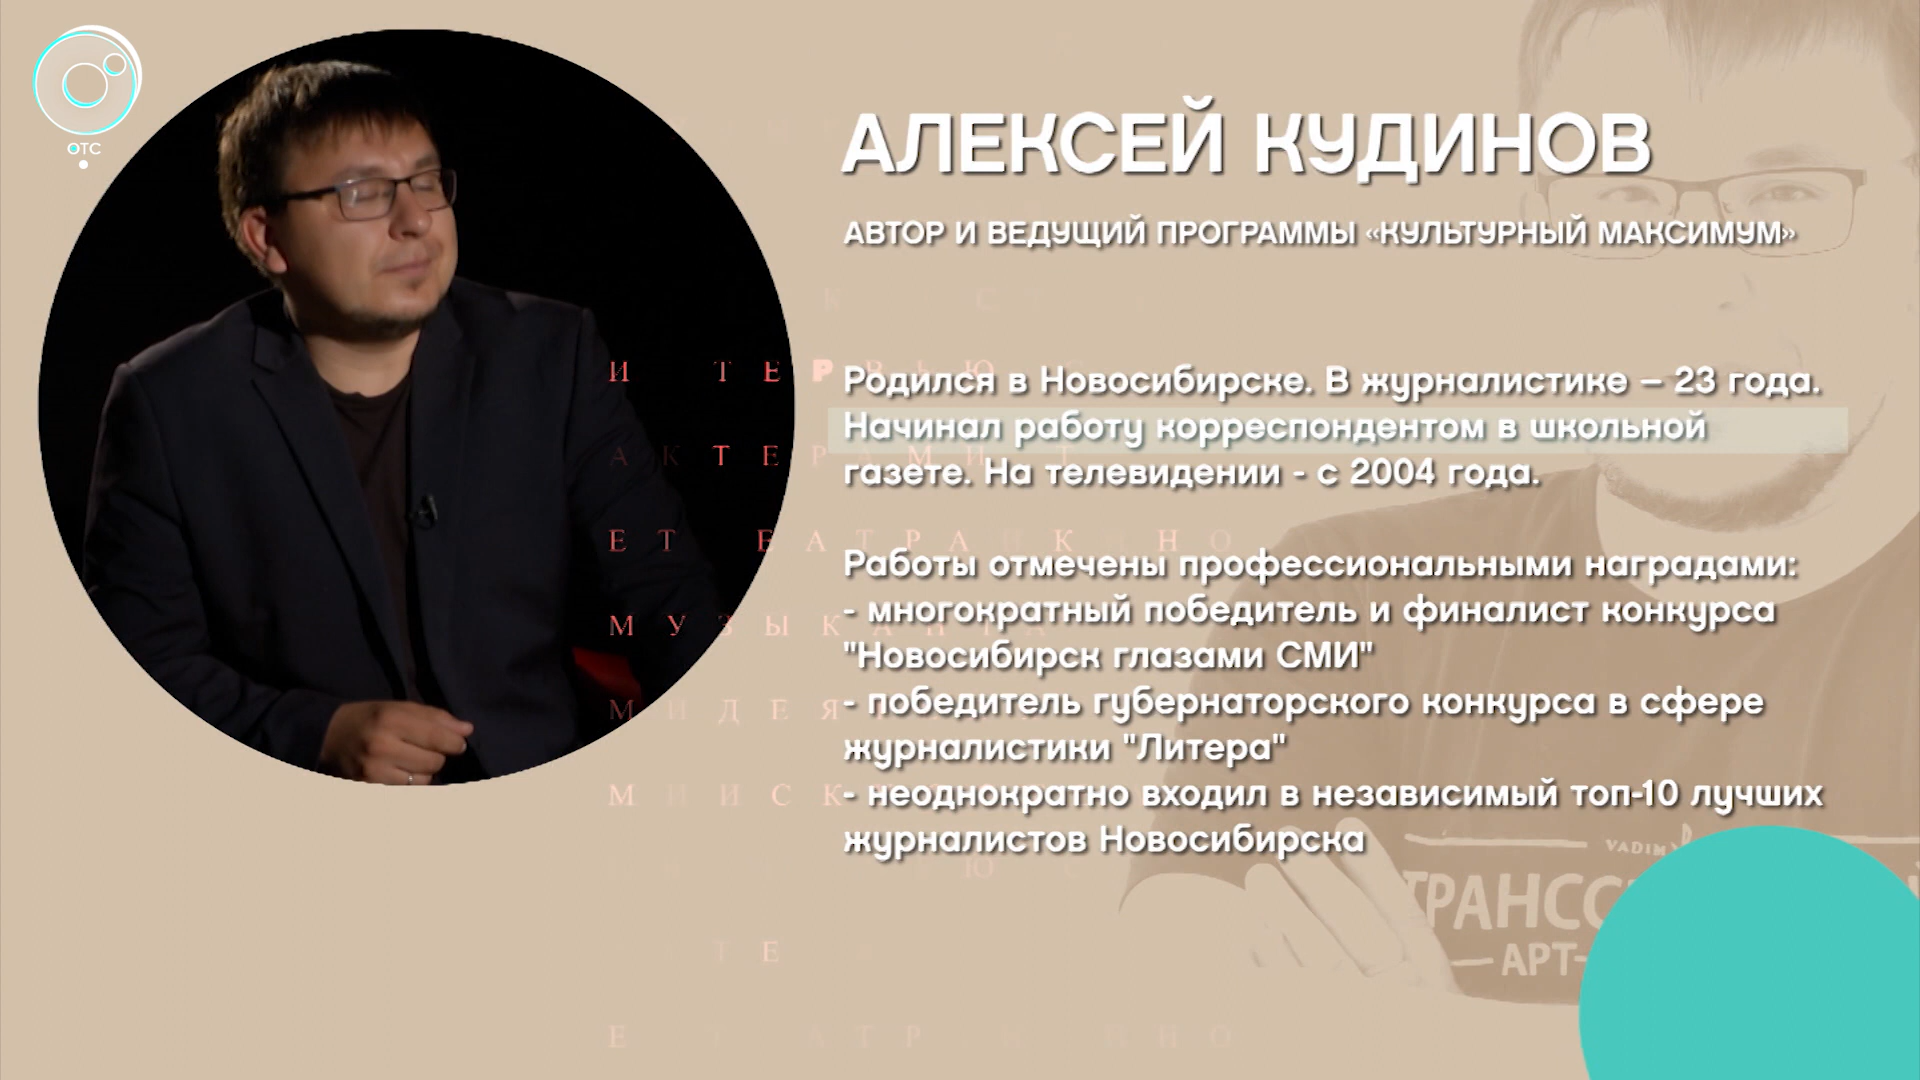 ОТС
АЛЕКСЕЙ КУДИНОВ
АВТОР И ВЕДУЩИЙ ПРОГРАММЫ «КУЛЬТУРНЫЙ МАКСИМУМ»
Родился в Новосибирске. В журналистике – 23 года.
Начинал работу корреспондентом в школьной
газете. На телевидении - с 2004 года.
Работы отмечены профессиональными наградами:
- многократный победитель и финалист конкурса
"Новосибирск глазами СМИ"
- победитель губернаторского конкурса в сфере
журналистики "Литера"
- неоднократно входил в независимый топ-10 лучших
журналистов Новосибирска
VADIM